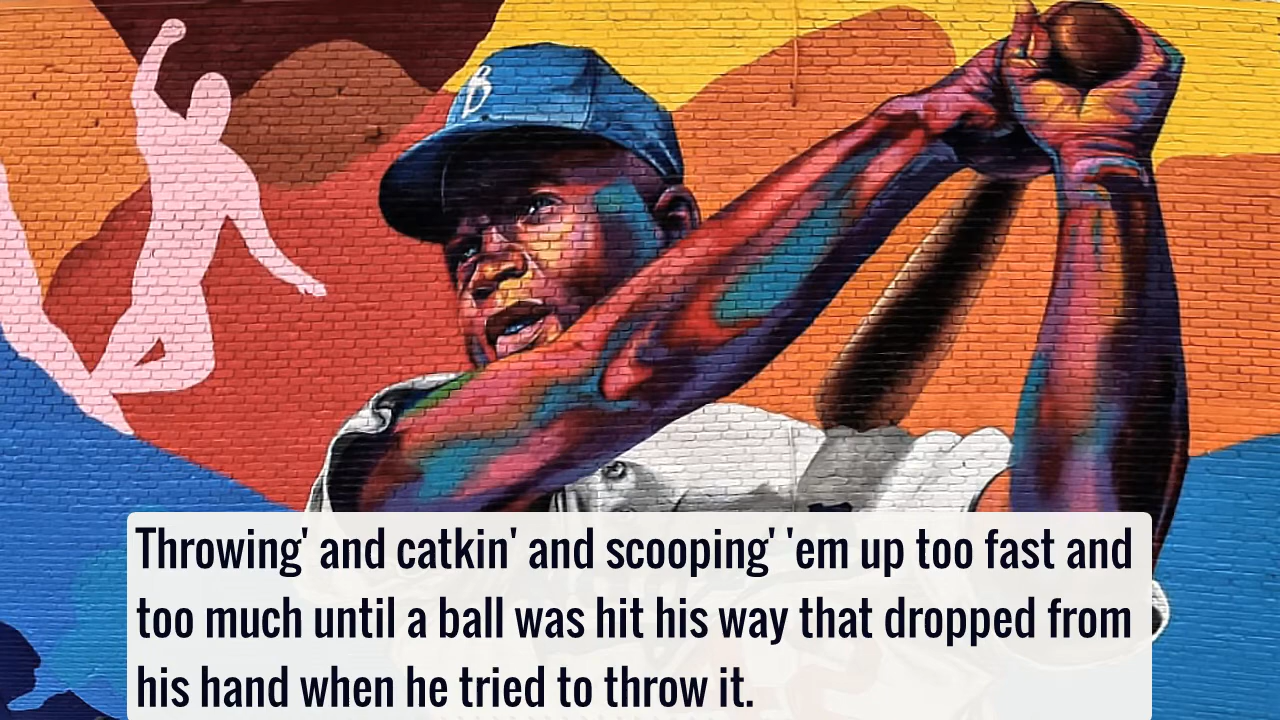 B
Throwing' and catkin' and scooping' 'em up too fast and
too much until a ball was hit his way that dropped from
his hand when he tried to throw it.